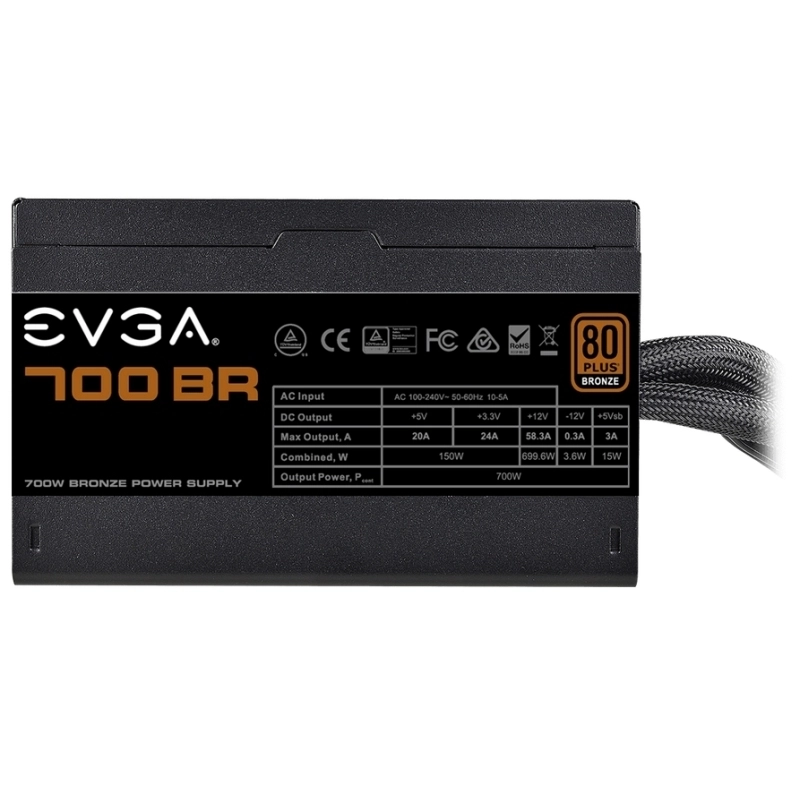 EVGA®
700 BR
700W BRONZE POWER SUPPLY
CE
FC
RoHS
80
PLUS®
BRONZE
AC Input AC 100-240V~ 50-60Hz 10-5A
DC Output +5V +3.3V +12V -12V +5Vsb
Max Output, A 20A 24A 58.3A 0.3A 3A
Combined, W 150W 699.6W 3.6W 15W
Output Power, P 700W